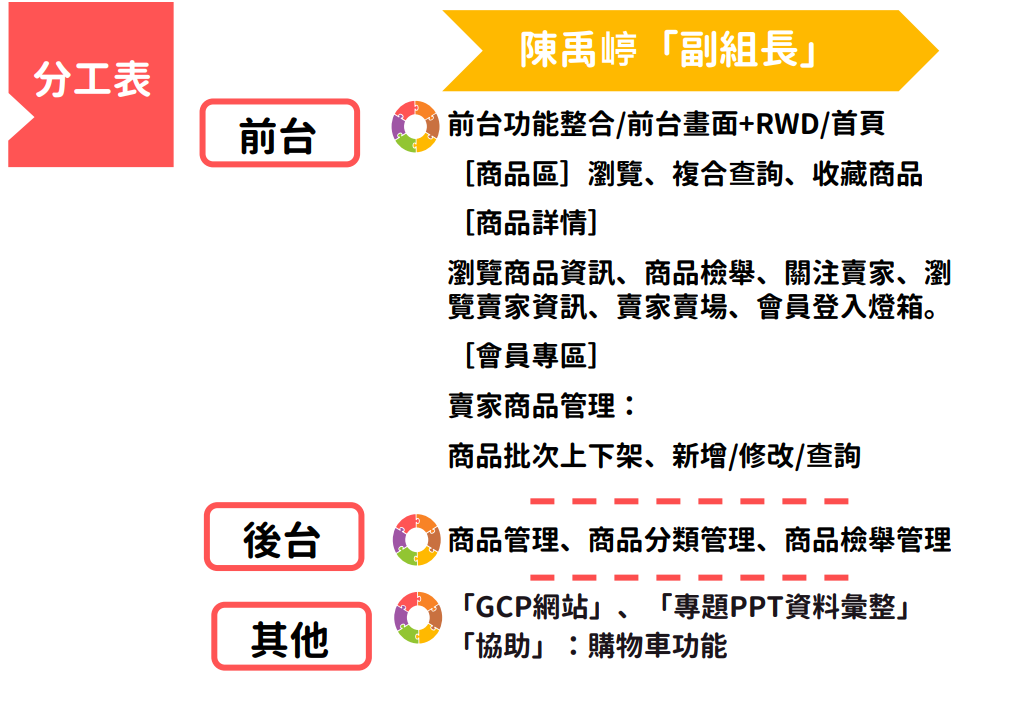 分工表
陳禹崞「副組長」
前台
前台功能整合/前台畫面+RWD/首頁
［商品區］瀏覽、複合查詢、收藏商品
［商品詳情］
瀏覽商品資訊、商品檢舉、關注賣家、瀏
覽賣家資訊、賣家賣場、會員登入燈箱。
［會員專區］
賣家商品管理：
商品批次上下架、新增/修改/查詢
後台
商品管理、商品分類管理、商品檢舉管理
其他
「GCP網站」、「專題PPT資料彙整」
「協助」：購物車功能